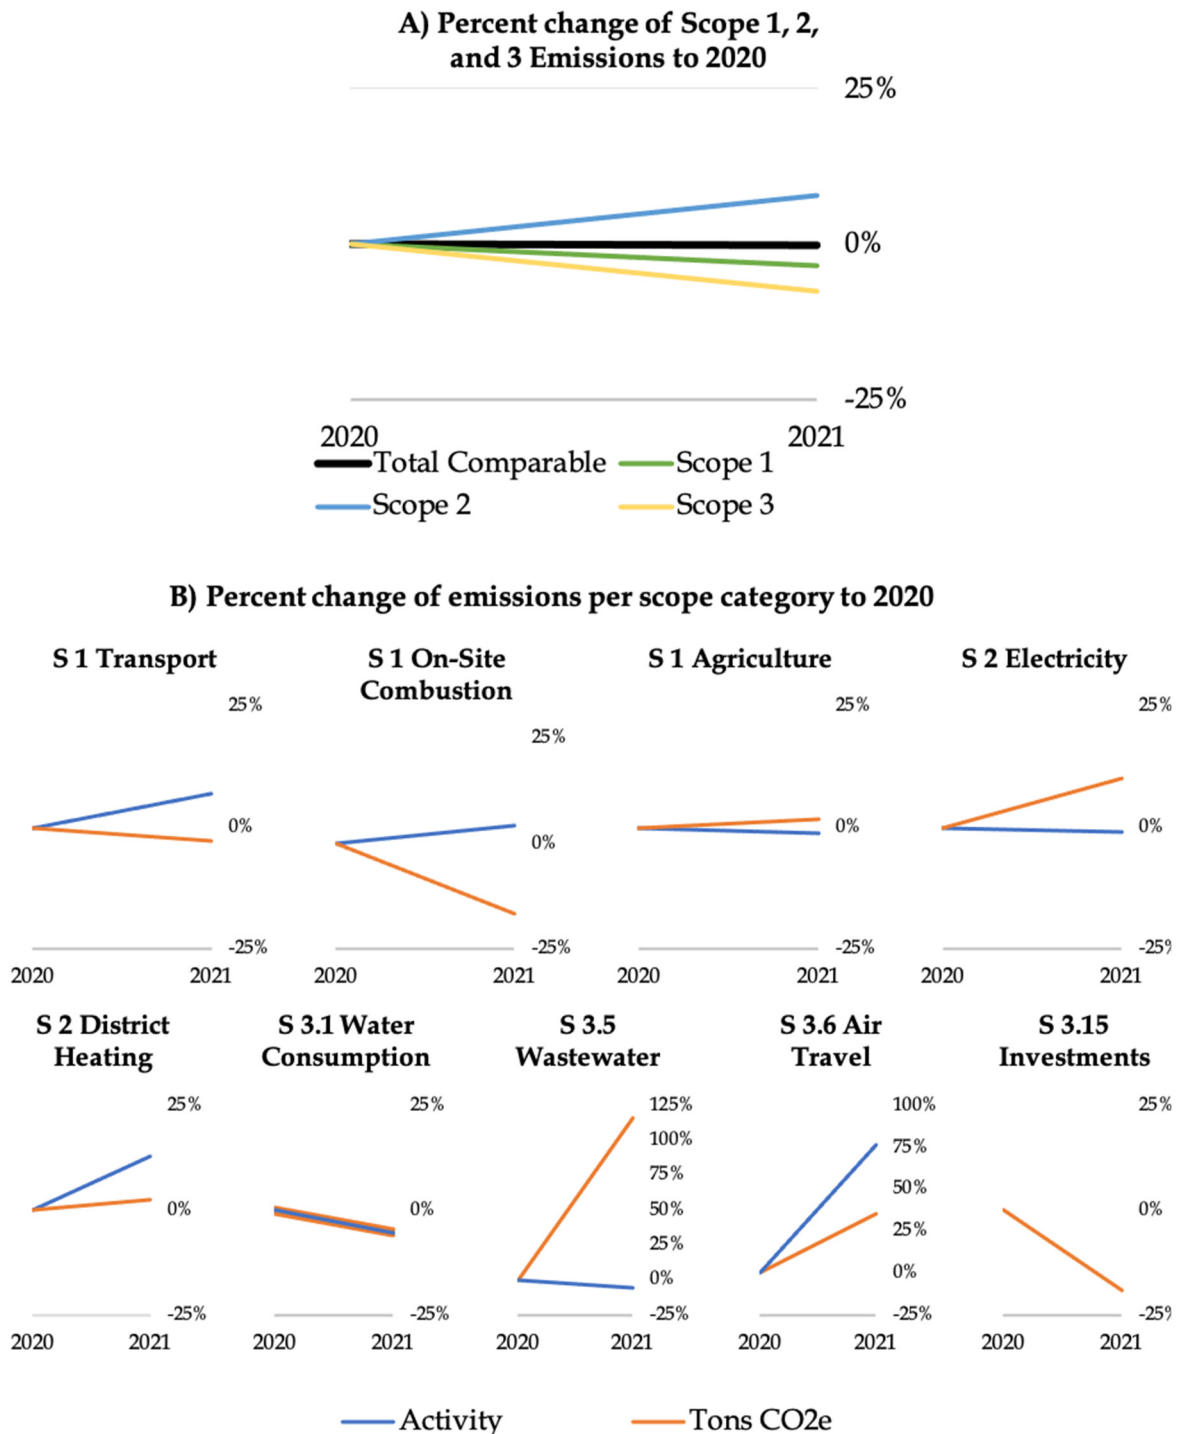 A) Percent change of Scope 1, 2,
and 3 Emissions to 2020
25%
0%
-25%
2020 2021
Total Comparable Scope 1
Scope 2 Scope 3
B) Percent change of emissions per scope category to 2020
S 1 Transport
25%
0%
-25%
2020 2021
S 1 On-Site
Combustion
25%
0%
-25%
2020 2021
S 1 Agriculture
25%
0%
-25%
2020 2021
S 2 Electricity
25%
0%
-25%
2020 2021
S 2 District
Heating
25%
0%
-25%
2020 2021
S 3.1 Water
Consumption
25%
0%
-25%
2020 2021
S 3.5
Wastewater
125%
100%
75%
50%
25%
0%
-25%
2020 2021
S 3.6 Air
Travel
100%
75%
50%
25%
0%
-25%
2020 2021
S 3.15
Investments
25%
0%
-25%
2020 2021
Activity Tons CO2e